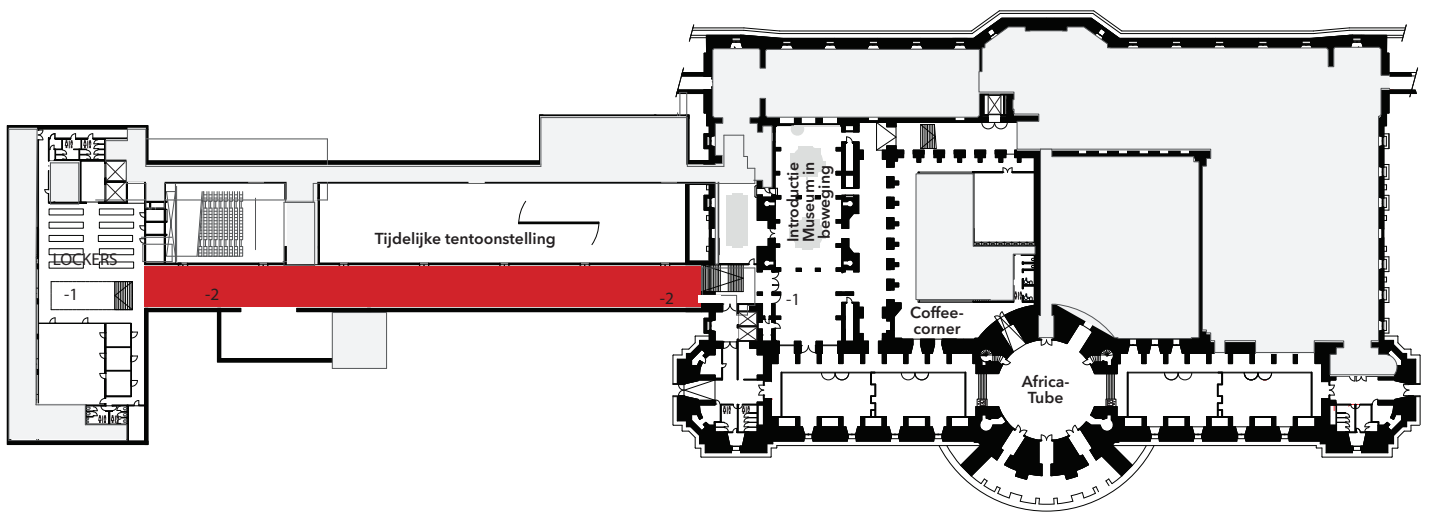 Introductie
Museum in
beweging
Tijdelijke tentoonstelling
LOCKERS
-1
-2
-2
-1
Coffee-
corner
Africa-
Tube